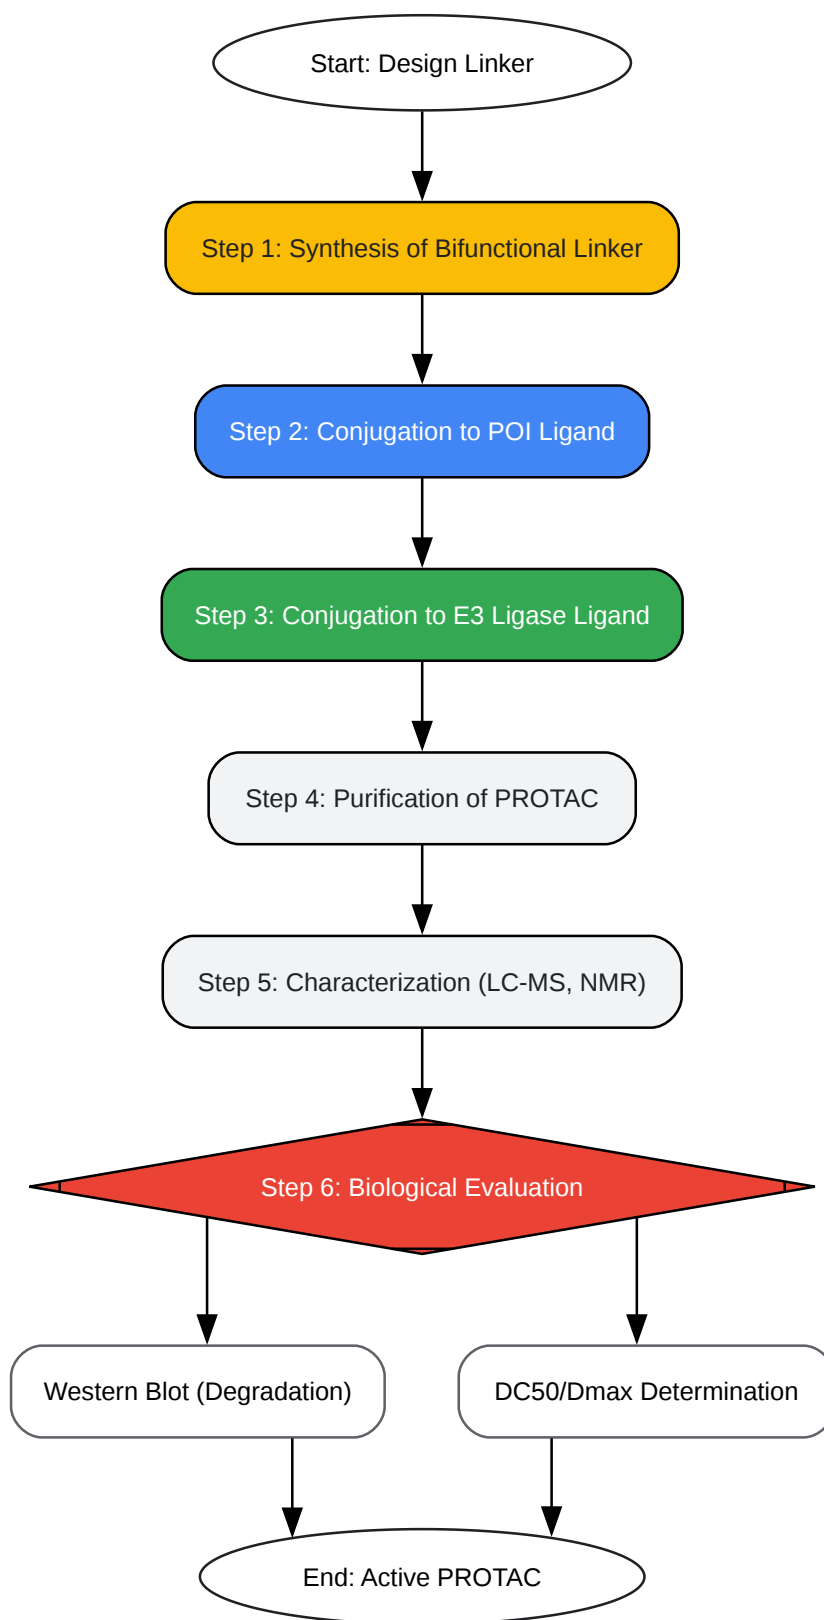 Start: Design Linker
Step 1: Synthesis of Bifunctional Linker
Step 2: Conjugation to POI Ligand
Step 3: Conjugation to E3 Ligase Ligand
Step 4: Purification of PROTAC
Step 5: Characterization (LC-MS, NMR)
Step 6: Biological Evaluation
Western Blot (Degradation)
DC50/Dmax Determination
End: Active PROTAC